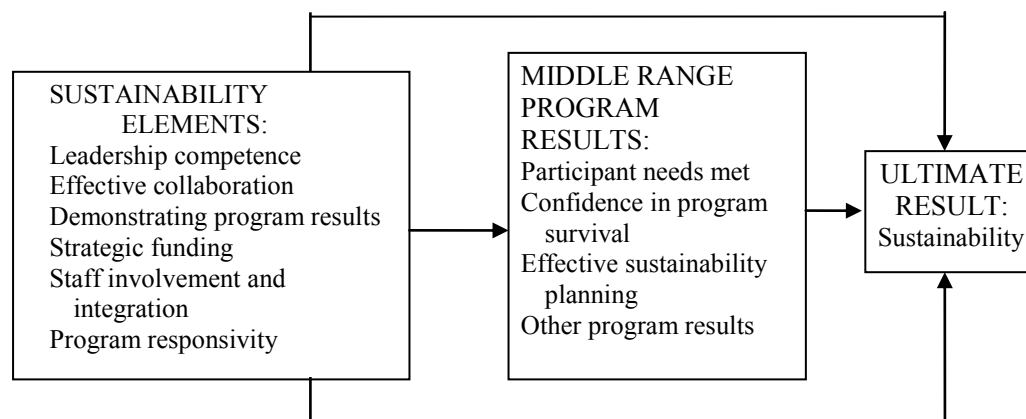 SUSTAINABILITY
ELEMENTS:
Leadership competence
Effective collaboration
Demonstrating program results
Strategic funding
Staff involvement and
integration
Program responsivity
MIDDLE RANGE
PROGRAM
RESULTS:
Participant needs met
Confidence in program
survival
Effective sustainability
planning
Other program results
ULTIMATE
RESULT:
Sustainability